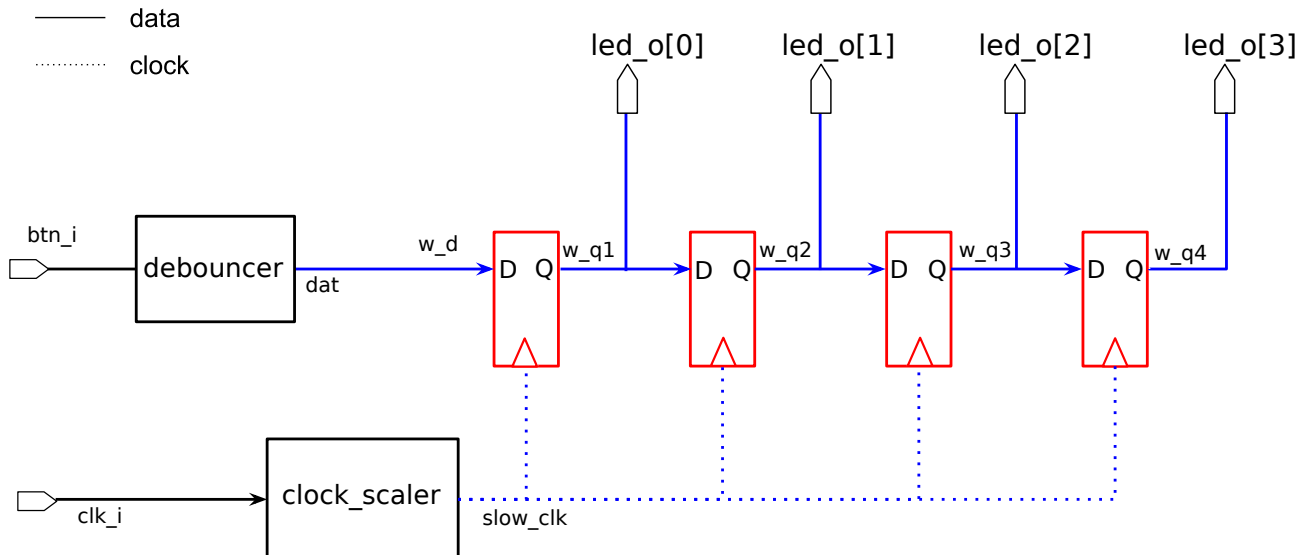 data
clock
led_o[0]
led_o[1]
led_o[2]
led_o[3]
btn_i
debouncer
dat
w_d
D Q
w_q1
D Q
w_q2
D Q
w_q3
D Q
w_q4
clk_i
clock_scaler
slow_clk